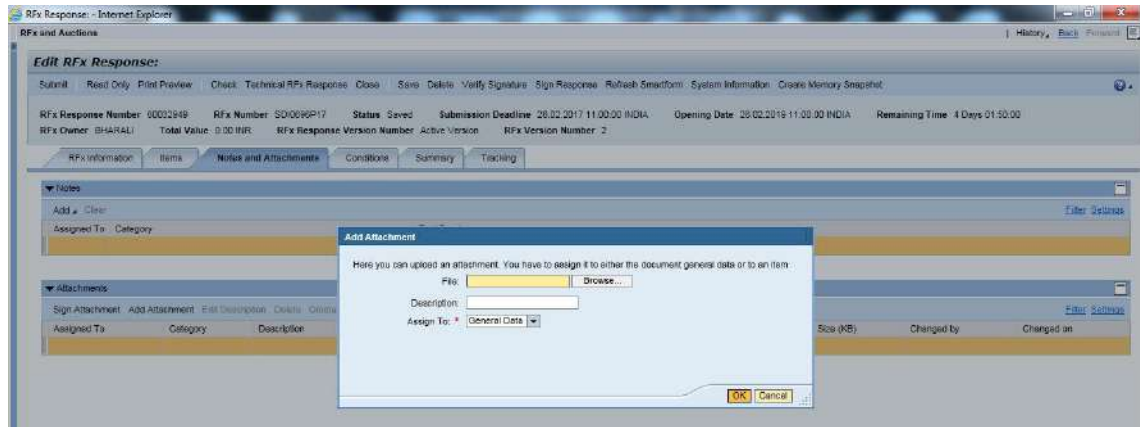 RFx Response: - Internet Explorer
RFx and Auctions
History, Back Forward
Edit RFx Response:
Submit Read Only Print Preview Check Technical RFx Response Close Save Delete Verify Signature Sign Response Refresh Smartform System Information Create Memory Snapshot
RFx Response Number RFx Number Status Saved Submission Deadline 28.02.2017 11:00:00 INDIA Opening Date 11:00:00 INDIA Remaining Time 4 Days 01:50:00
RFx Owner BHARALI Total Value 0.00 INR RFx Response Version Number Active Version RFx Version Number 2
RFx Information Items Notes and Attachments Conditions Summary Tracking
Notes
Add Clear
Filter Settings
Assigned To Category
Add Attachment
Here you can upload an attachment. You have to assign it to either the document general data or to an item
File: Browse...
Description:
Assign To: * General Data
OK Cancel
Attachments
Sign Attachment Add Attachment Edit Description Delete
Filter Settings
Assigned To Category Description Size (KB) Changed by Changed on